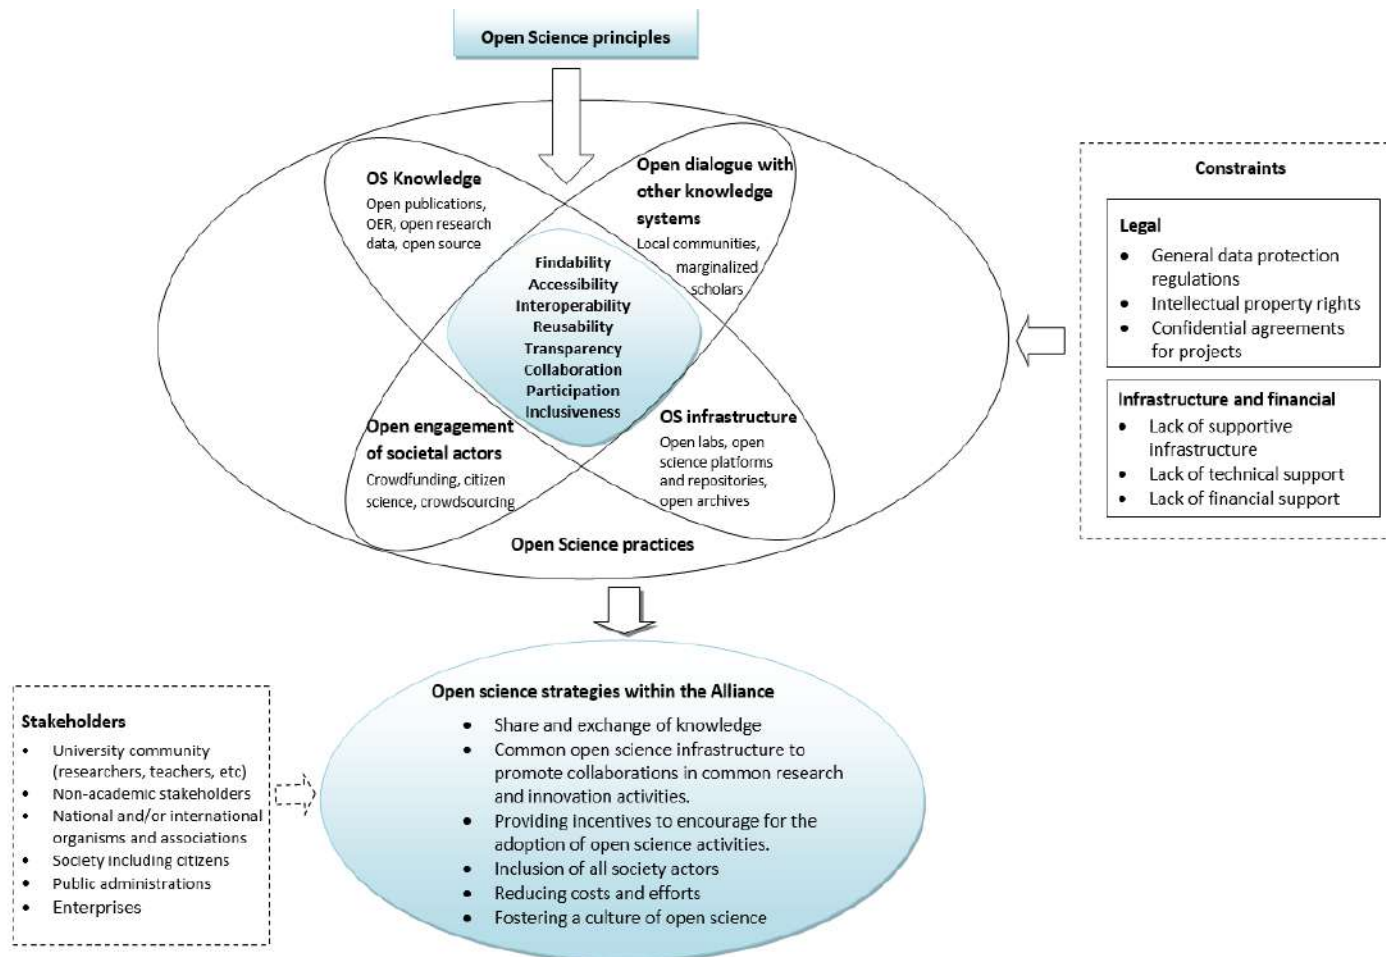 Open Science principles
OS Knowledge
Open publications,
OER, open research
data, open source
Open dialogue with
other knowledge
systems
Local communities,
marginalized
scholars
Findability
Accessibility
Interoperability
Reusability
Transparency
Collaboration
Participation
Inclusiveness
Open engagement
of societal actors
Crowdfunding, citizen
science, crowdsourcing
OS infrastructure
Open labs, open
science platforms
and repositories,
open archives
Open Science practices
Constraints
Legal
• General data protection
regulations
• Intellectual property rights
• Confidential agreements
for projects
Infrastructure and financial
• Lack of supportive
infrastructure
• Lack of technical support
• Lack of financial support
Stakeholders
• University community
(researchers, teachers, etc)
• Non-academic stakeholders
• National and/or international
organisms and associations
• Society including citizens
• Public administrations
• Enterprises
Open science strategies within the Alliance
• Share and exchange of knowledge
• Common open science infrastructure to
promote collaborations in common research
and innovation activities.
• Providing incentives to encourage for the
adoption of open science activities.
• Inclusion of all society actors
• Reducing costs and efforts
• Fostering a culture of open science